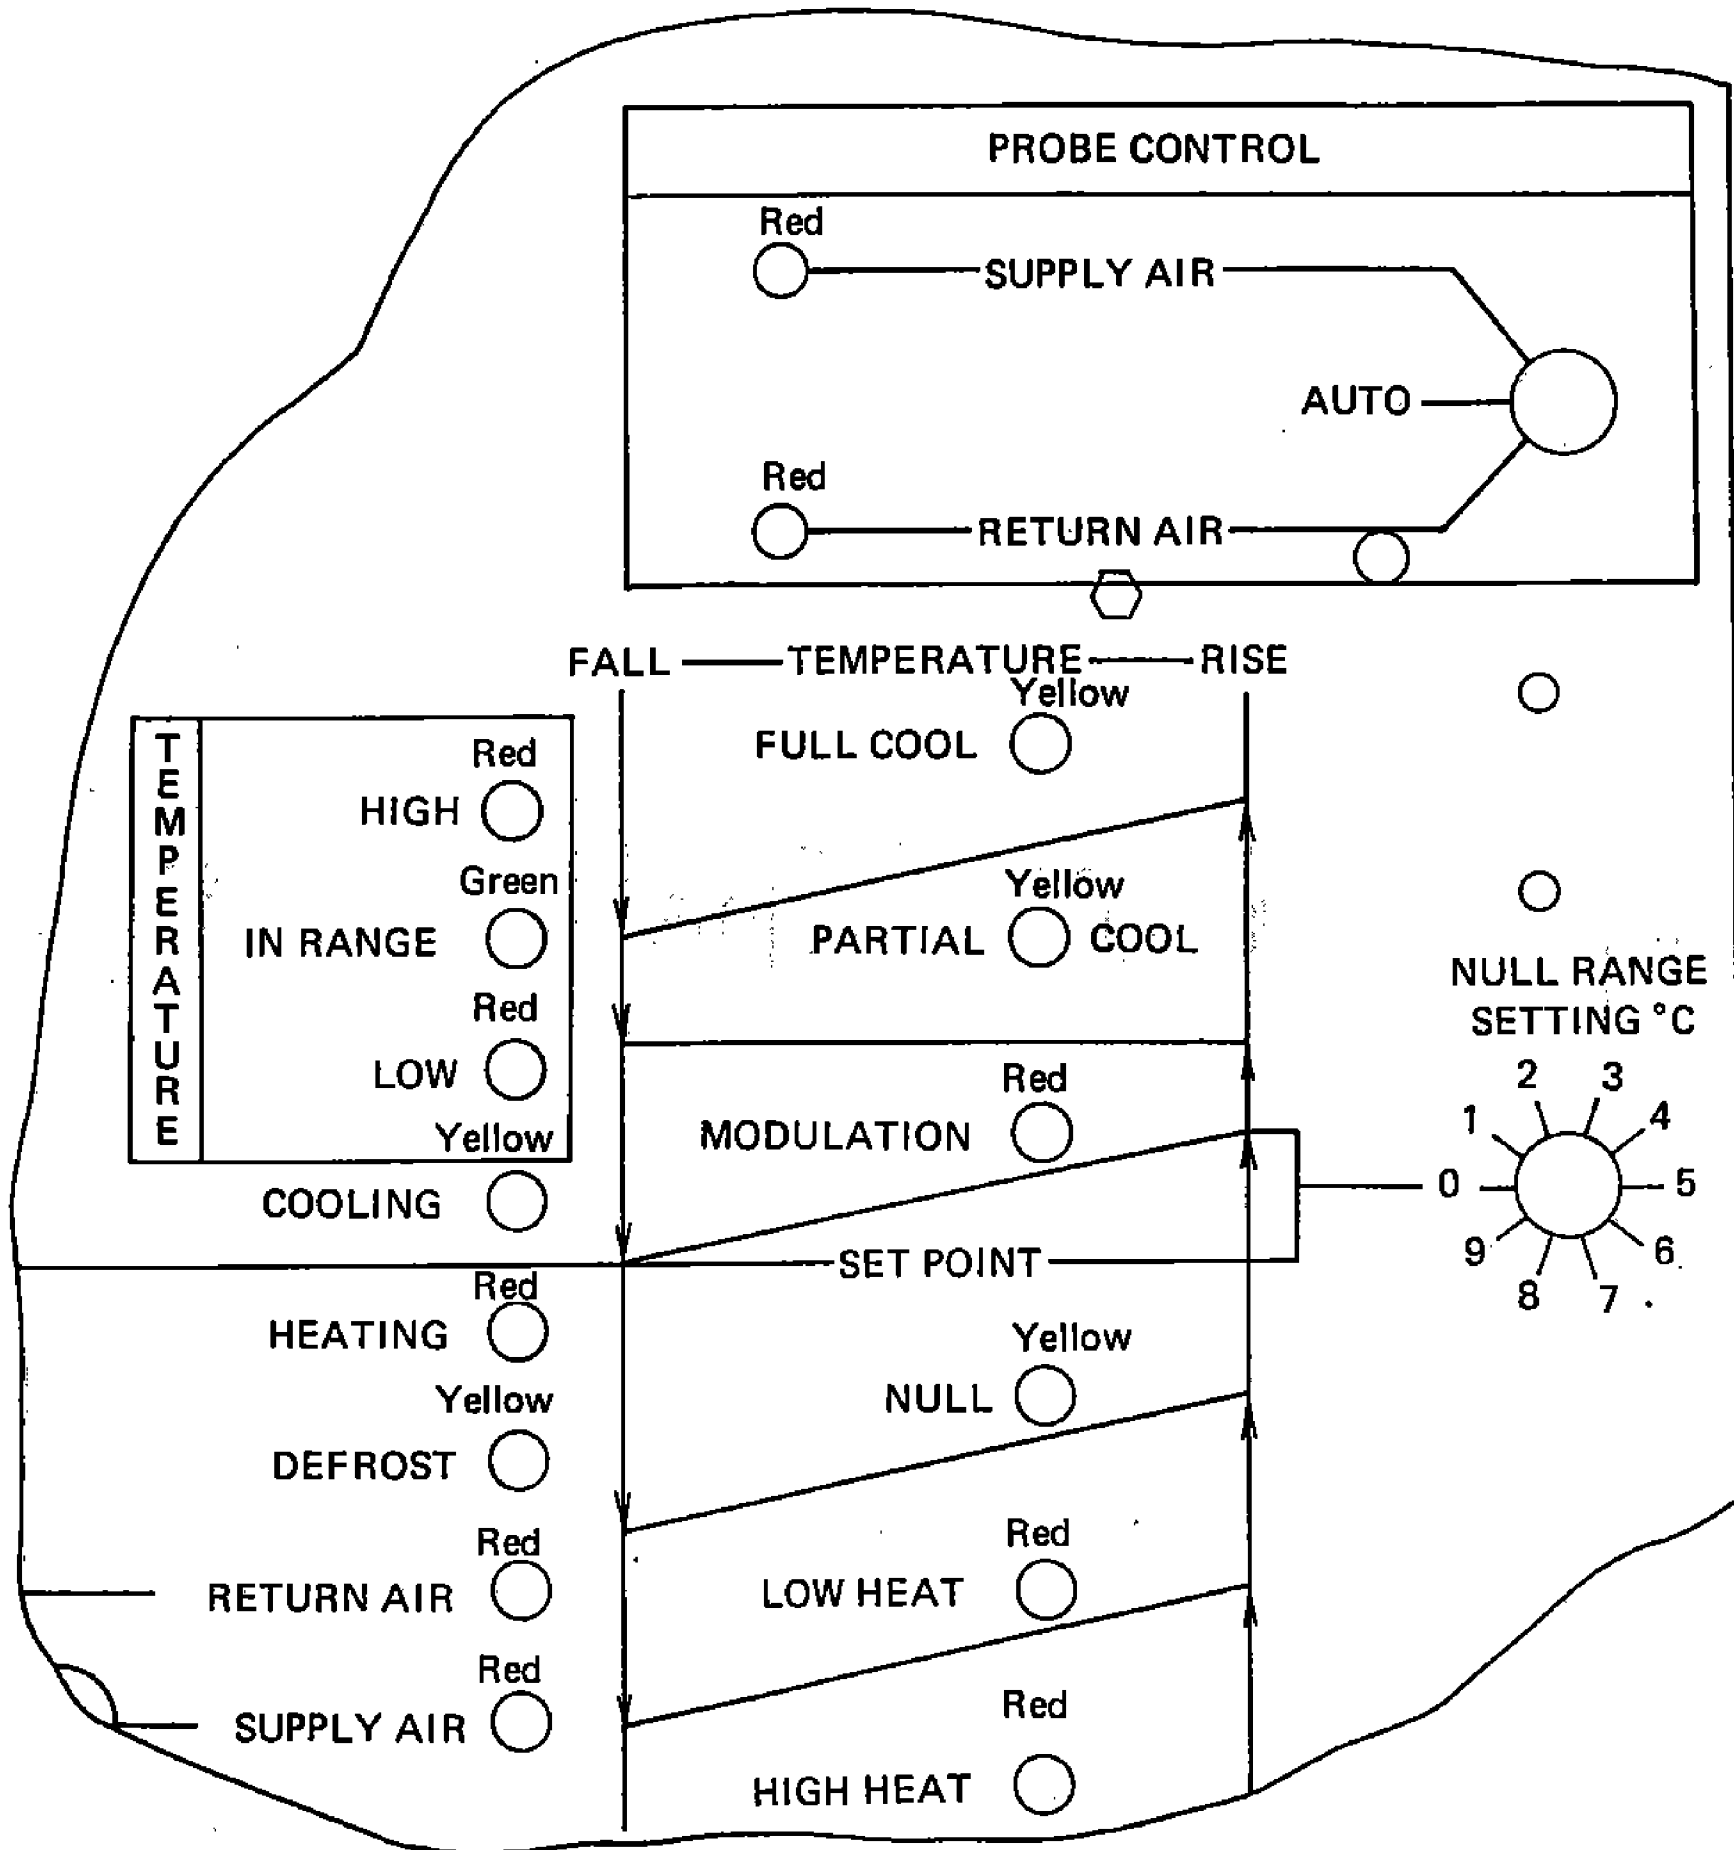 PROBE CONTROL
Red
SUPPLY AIR
AUTO
Red
RETURN AIR
FALL TEMPERATURE RISE
Yellow
FULL COOL
TEMPERATURE
Red
HIGH
Green
IN RANGE
Red
LOW
Yellow
COOLING
Yellow
PARTIAL COOL
Red
MODULATION
SET POINT
NULL RANGE
SETTING °C
0
1
2
3
4
5
6
7
8
9
Red
HEATING
Yellow
DEFROST
Red
RETURN AIR
Red
SUPPLY AIR
Yellow
NULL
Red
LOW HEAT
Red
HIGH HEAT